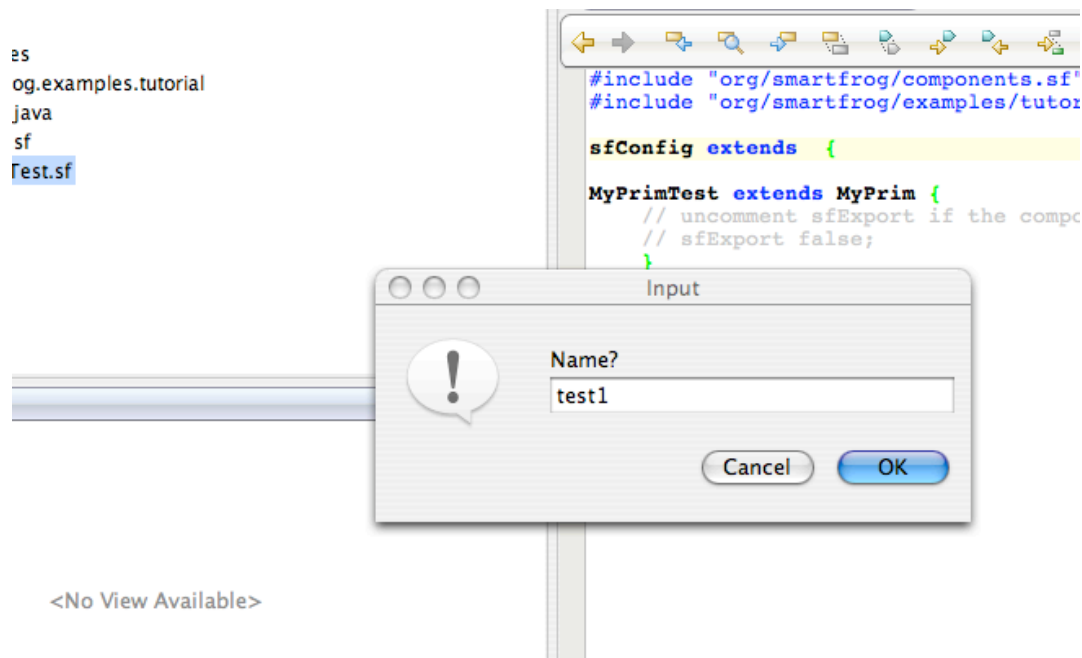 es
og.examples.tutorial
java
sf
Test.sf
#include "org/smartfrog/components.sf"
#include "org/smartfrog/examples/tutor
sfConfig extends {
MyPrimTest extends MyPrim {
// uncomment sfExport if the compo
// sfExport false;
}
Input
Name?
test1
Cancel OK
<No View Available>